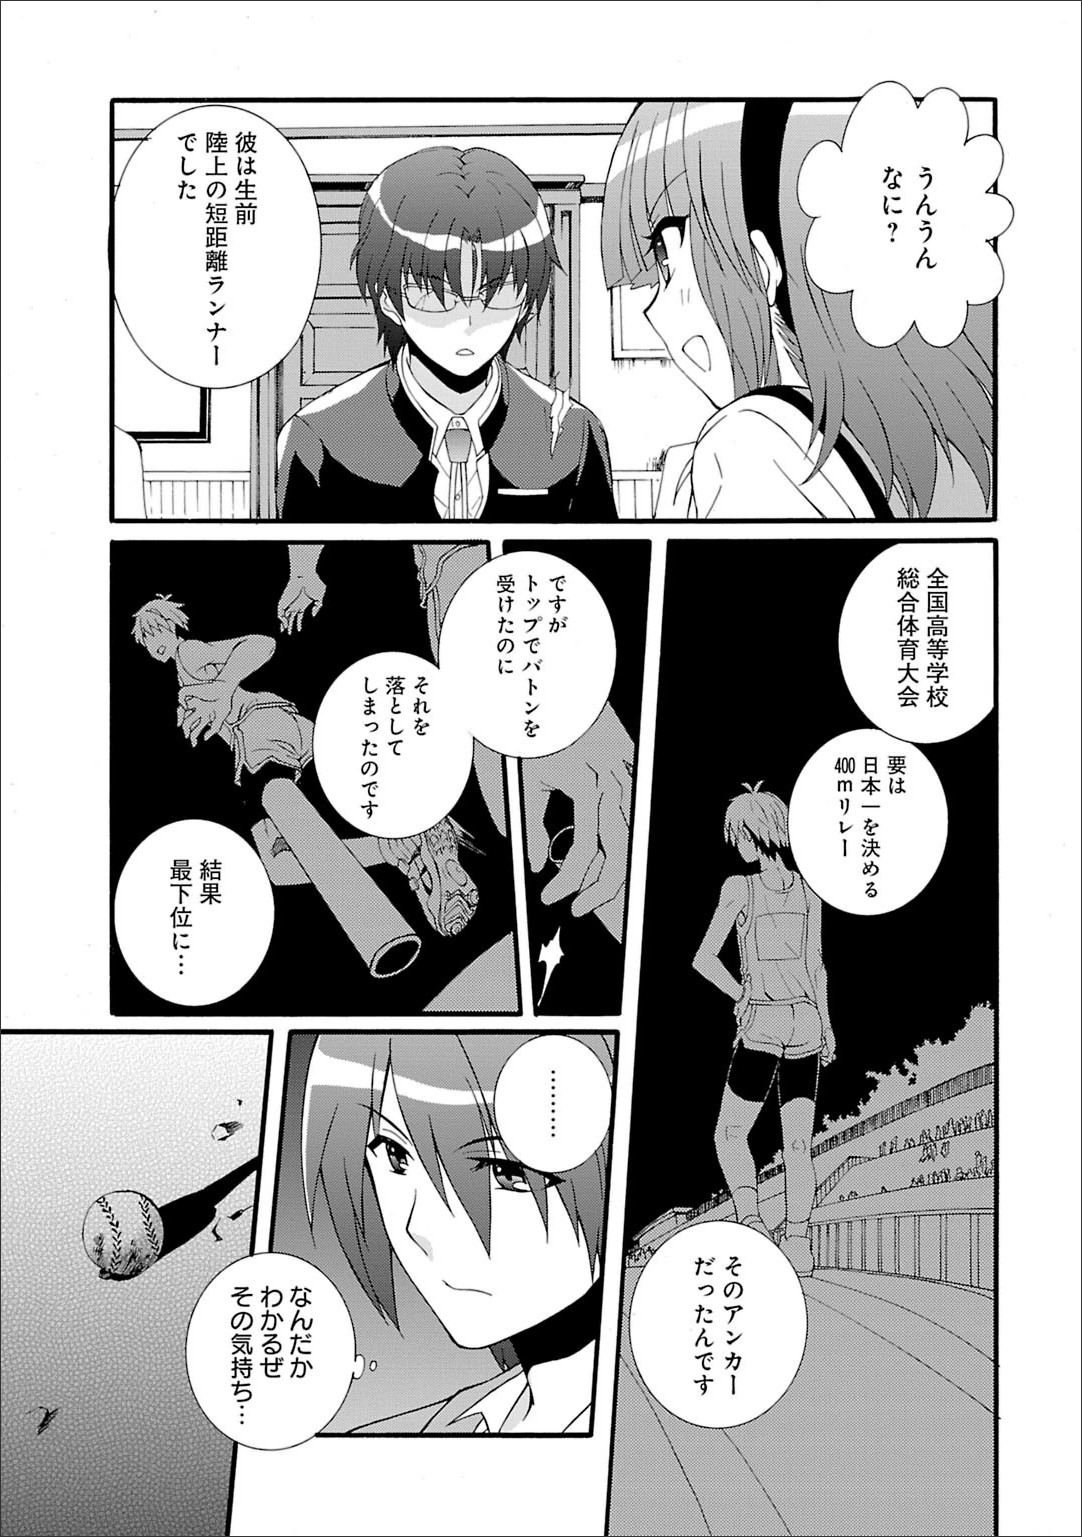 うんうん
なに？
彼は生前
陸上の短距離ランナー
でした
全国高等学校
総合体育大会
要は
日本一を決める
400mリレー
そのアンカー
だったんです
ですが
トップでバトンを
受けたのに
それを
落として
しまったのです
結果
最下位に…
………
なんだか
わかるぜ
その気持ち…